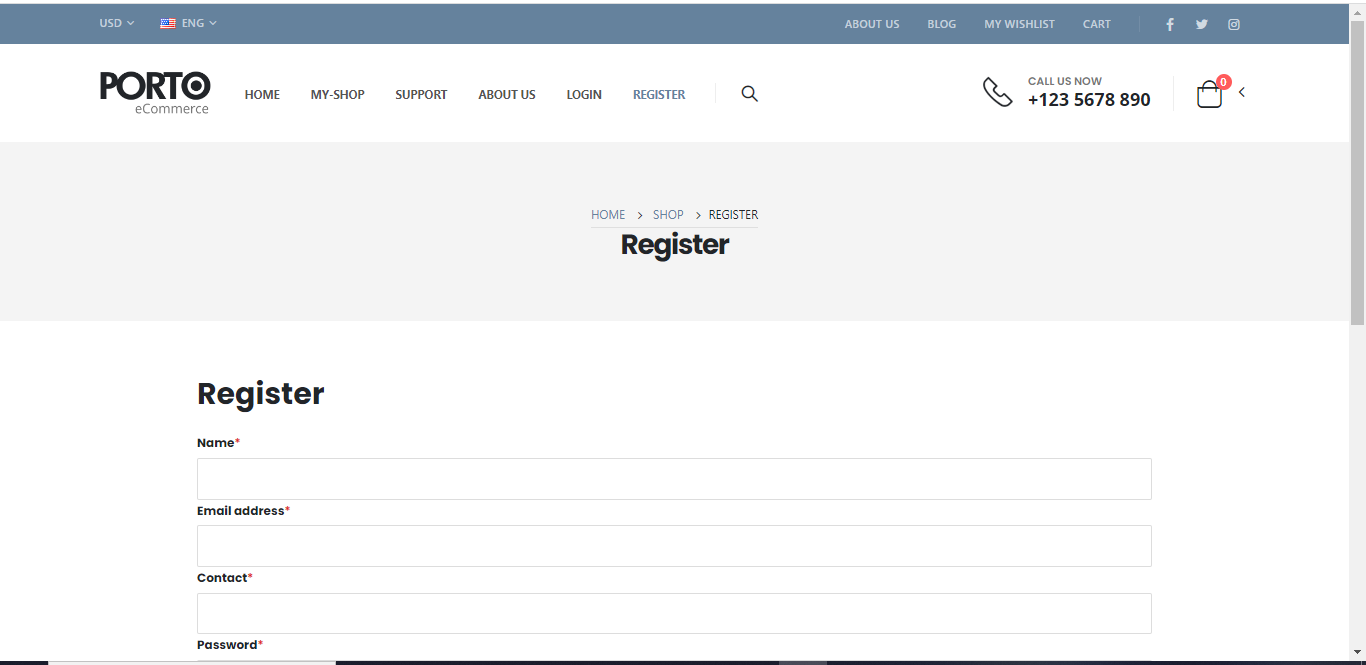 USD ENG ABOUT US BLOG MY WISHLIST CART
PORTO
eCommerce
HOME MY-SHOP SUPPORT ABOUT US LOGIN REGISTER
CALL US NOW
+123 5678 890
0
HOME > SHOP > REGISTER
Register
Register
Name*
Email address*
Contact*
Password*